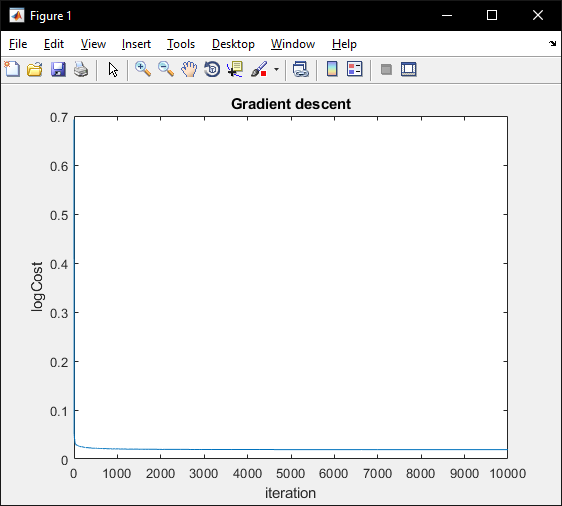 Figure 1
File Edit View Insert Tools Desktop Window Help
Gradient descent
0.7
0.6
0.5
0.4
0.3
0.2
0.1
0
logCost
0 1000 2000 3000 4000 5000 6000 7000 8000 9000 10000
iteration